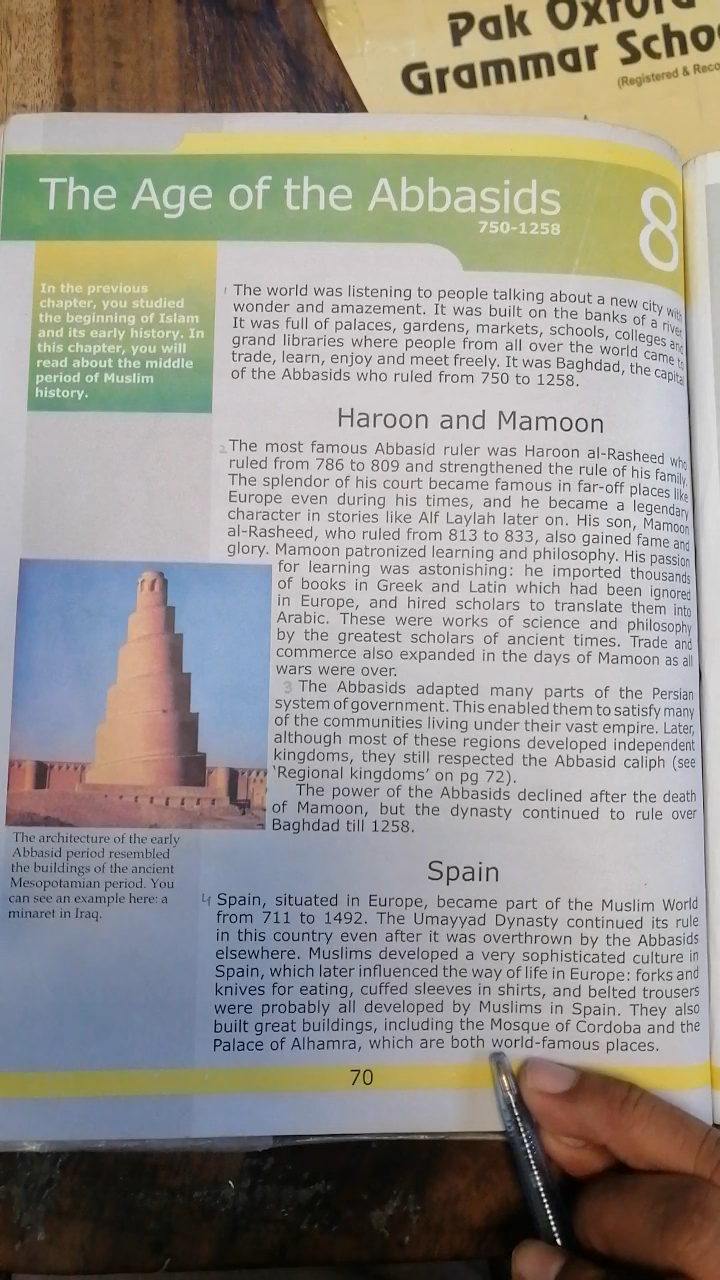 Pak Oxford
Grammar Schoo
(Registered & Reco
The Age of the Abbasids
750-1258
8
In the previous
chapter, you studied
the beginning of Islam
and its early history. In
this chapter, you will
read about the middle
period of Muslim
history.
1 The world was listening to people talking about a new city with
wonder and amazement. It was built on the banks of a river.
It was full of palaces, gardens, markets, schools, colleges and
grand libraries where people from all over the world came to
trade, learn, enjoy and meet freely. It was Baghdad, the capital
of the Abbasids who ruled from 750 to 1258.
Haroon and Mamoon
2 The most famous Abbasid ruler was Haroon al-Rasheed who
ruled from 786 to 809 and strengthened the rule of his family.
The splendor of his court became famous in far-off places like
Europe even during his times, and he became a legendary
character in stories like Alf Laylah later on. His son, Mamoon
al-Rasheed, who ruled from 813 to 833, also gained fame and
glory. Mamoon patronized learning and philosophy. His passion
for learning was astonishing: he imported thousands
of books in Greek and Latin which had been ignored
in Europe, and hired scholars to translate them into
Arabic. These were works of science and philosophy
by the greatest scholars of ancient times. Trade and
commerce also expanded in the days of Mamoon as all
wars were over.
3 The Abbasids adapted many parts of the Persian
system of government. This enabled them to satisfy many
of the communities living under their vast empire. Later,
although most of these regions developed independent
kingdoms, they still respected the Abbasid caliph (see
'Regional kingdoms' on pg 72).
The power of the Abbasids declined after the death
of Mamoon, but the dynasty continued to rule over
Baghdad till 1258.
The architecture of the early
Abbasid period resembled
the buildings of the ancient
Mesopotamian period. You
can see an example here: a
minaret in Iraq.
Spain
4 Spain, situated in Europe, became part of the Muslim World
from 711 to 1492. The Umayyad Dynasty continued its rule
in this country even after it was overthrown by the Abbasids
elsewhere. Muslims developed a very sophisticated culture in
Spain, which later influenced the way of life in Europe: forks and
knives for eating, cuffed sleeves in shirts, and belted trousers
were probably all developed by Muslims in Spain. They also
built great buildings, including the Mosque of Cordoba and the
Palace of Alhamra, which are both world-famous places.
70